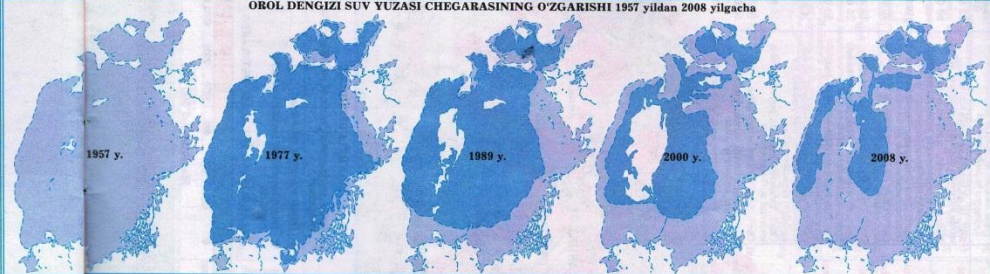 OROL DENGIZI SUV YUZASI CHEGARASINING O'ZGARISHI 1957 yildan 2008 yilgacha
1957 y.
1977 y.
1989 y.
2000 y.
2008 y.